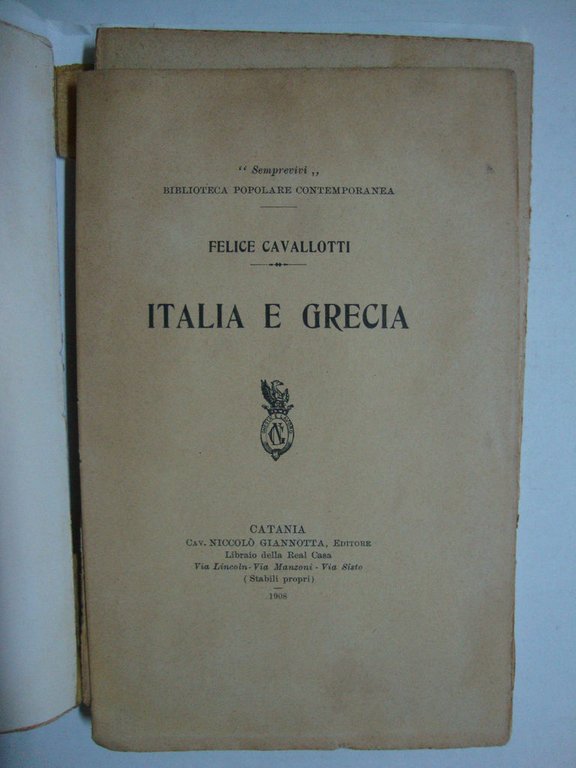 “ Semprevivi „
BIBLIOTECA POPOLARE CONTEMPORANEA
FELICE CAVALLOTTI
ITALIA E GRECIA
CATANIA
Cav. NICCOLÒ GIANNOTTA, Editore
Libraio della Real Casa
Via Lincoln - Via Manzoni - Via Sisto
(Stabili propri)
1908